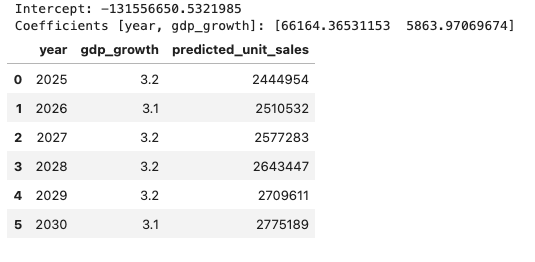 Intercept: -131556650.5321985
Coefficients [year, gdp_growth]: [66164.36531153  5863.97069674]
year gdp_growth predicted_unit_sales
0 2025 3.2 2444954
1 2026 3.1 2510532
2 2027 3.2 2577283
3 2028 3.2 2643447
4 2029 3.2 2709611
5 2030 3.1 2775189